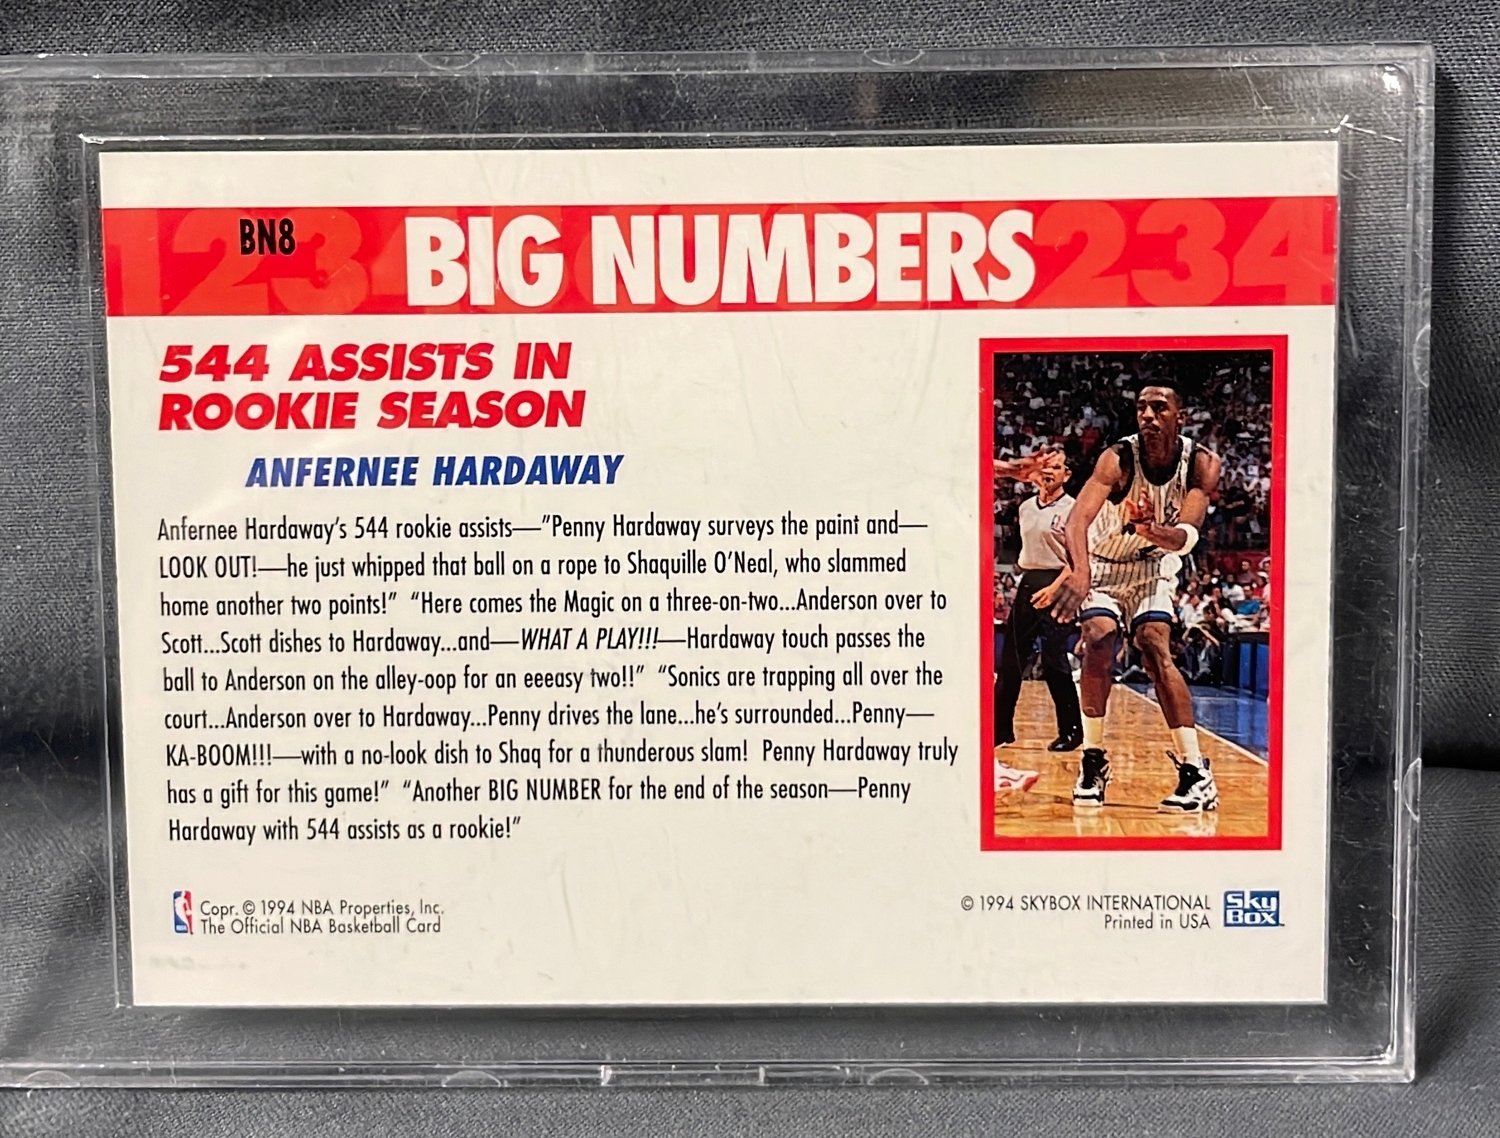 BN8
BIG NUMBERS
1234
234
544 ASSISTS IN
ROOKIE SEASON
ANFERNEE HARDAWAY
Anfernee Hardaway's 544 rookie assists—"Penny Hardaway surveys the paint and—
LOOK OUT!—he just whipped that ball on a rope to Shaquille O'Neal, who slammed
home another two points!" "Here comes the Magic on a three-on-two...Anderson over to
Scott...Scott dishes to Hardaway...and—WHAT A PLAY!!!—Hardaway touch passes the
ball to Anderson on the alley-oop for an eeeasy two!!" "Sonics are trapping all over the
court...Anderson over to Hardaway...Penny drives the lane...he's surrounded...Penny—
KA-BOOM!!!—with a no-look dish to Shaq for a thunderous slam! Penny Hardaway truly
has a gift for this game!" "Another BIG NUMBER for the end of the season—Penny
Hardaway with 544 assists as a rookie!"
Copr. © 1994 NBA Properties, Inc.
The Official NBA Basketball Card
© 1994 SKYBOX INTERNATIONAL
Printed in USA
Sky
Box